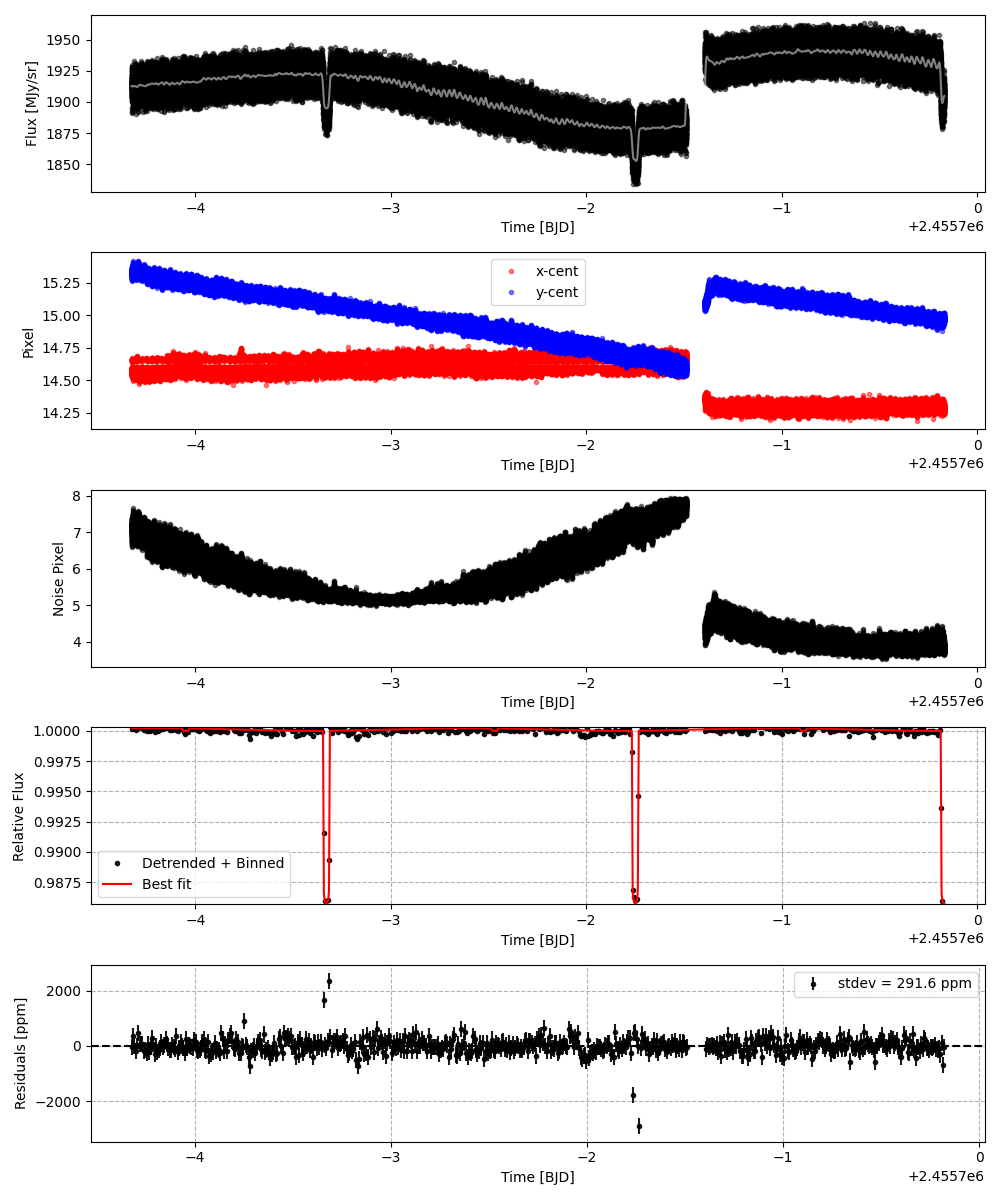 1950
1925
1900
1875
1850
Flux [MJy/sr]
−4 −3 −2 −1 0
Time [BJD]
+2.4557e6
15.25
15.00
14.75
14.50
14.25
Pixel
x-cent
y-cent
−4 −3 −2 −1 0
Time [BJD]
+2.4557e6
8
7
6
5
4
Noise Pixel
−4 −3 −2 −1 0
Time [BJD]
+2.4557e6
1.0000
0.9975
0.9950
0.9925
0.9900
0.9875
Relative Flux
Detrended + Binned
Best fit
−4 −3 −2 −1 0
Time [BJD]
+2.4557e6
2000
0
−2000
Residuals [ppm]
stdev = 291.6 ppm
−4 −3 −2 −1 0
Time [BJD]
+2.4557e6